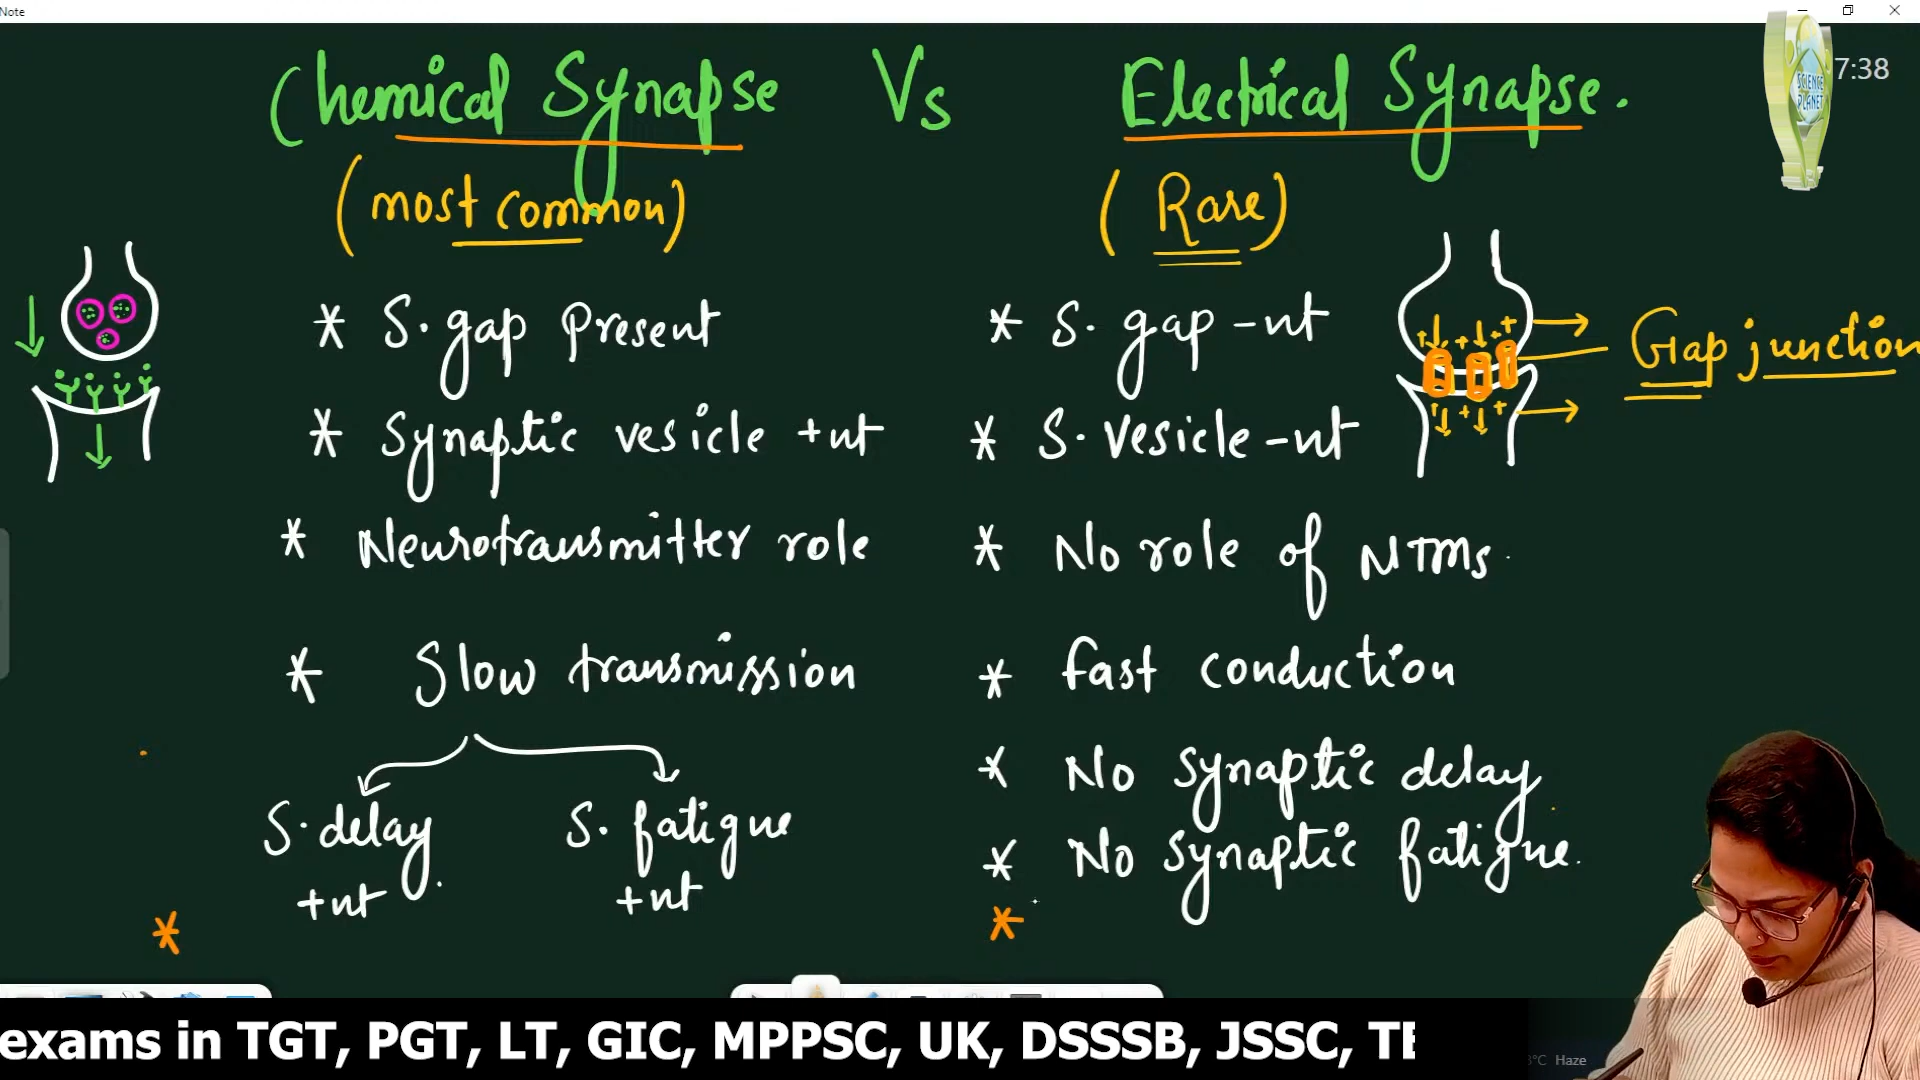 Note
Chemical Synapse Vs Electrical Synapse.
SCIENCE PLANET
7:38
(most common)
(Rare)
* S. gap present
* Synaptic vesicle +nt
* Neurotransmitter role
* Slow transmission
S. delay +nt
S. fatigue +nt
*
* S. gap -nt
* S. vesicle -nt
* No role of NTMs.
* fast conduction
* No synaptic delay
* No synaptic fatigue.
*
Gap junction
exams in TGT, PGT, LT, GIC, MPPSC, UK, DSSSB, JSSC, TE
Haze